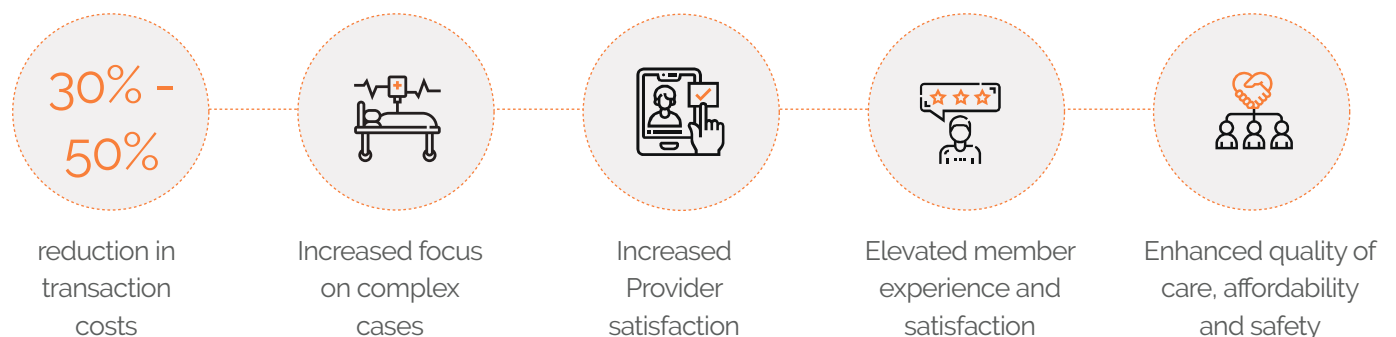 30% -
50%
reduction in
transaction
costs
Increased focus
on complex
cases
Increased
Provider
satisfaction
Elevated member
experience and
satisfaction
Enhanced quality of
care, affordability
and safety